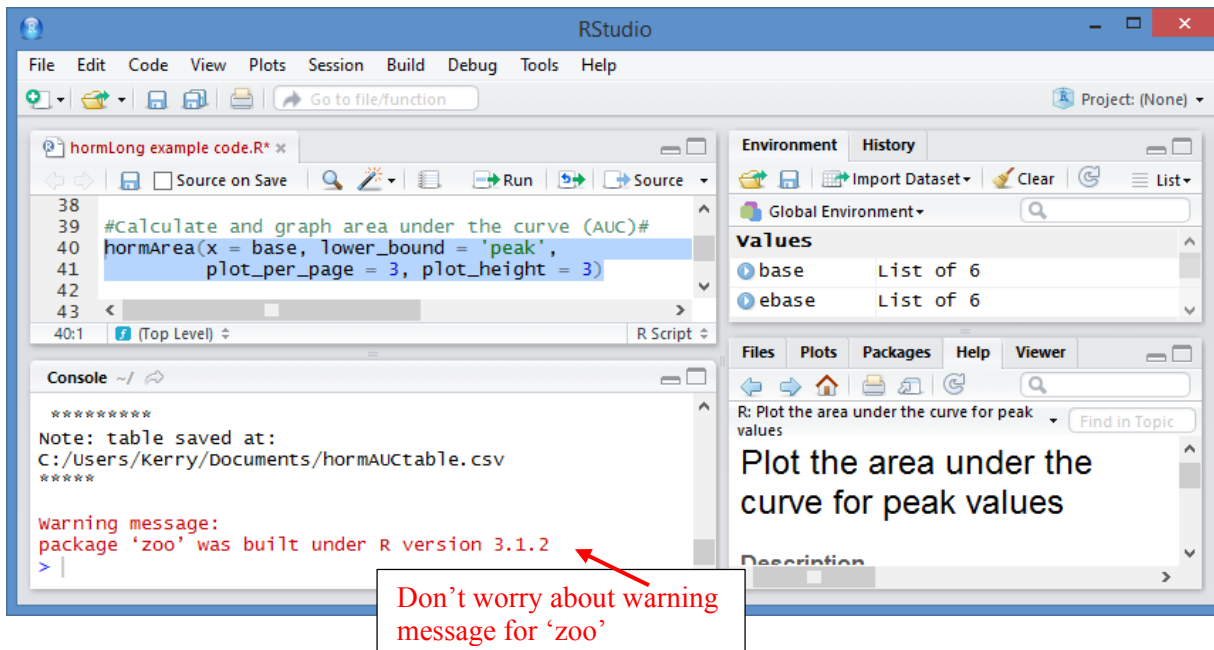 RStudio
File Edit Code View Plots Session Build Debug Tools Help
Go to file/function
Project: (None)
hormLong example code.R*
Source on Save Run Source
38
39 #Calculate and graph area under the curve (AUC)#
40 hormArea(x = base, lower_bound = 'peak',
41 plot_per_page = 3, plot_height = 3)
42
43
40:1 (Top Level) R Script
Console ~/
*********
Note: table saved at:
C:/Users/Kerry/Documents/hormAUCtable.csv
*****
Warning message:
package ‘zoo’ was built under R version 3.1.2
>
Environment History
Import Dataset Clear List
Global Environment
Values
base List of 6
ebase List of 6
Files Plots Packages Help Viewer
R: Plot the area under the curve for peak
values
Find in Topic
Plot the area under the
curve for peak values
Description
Don’t worry about warning
message for ‘zoo’